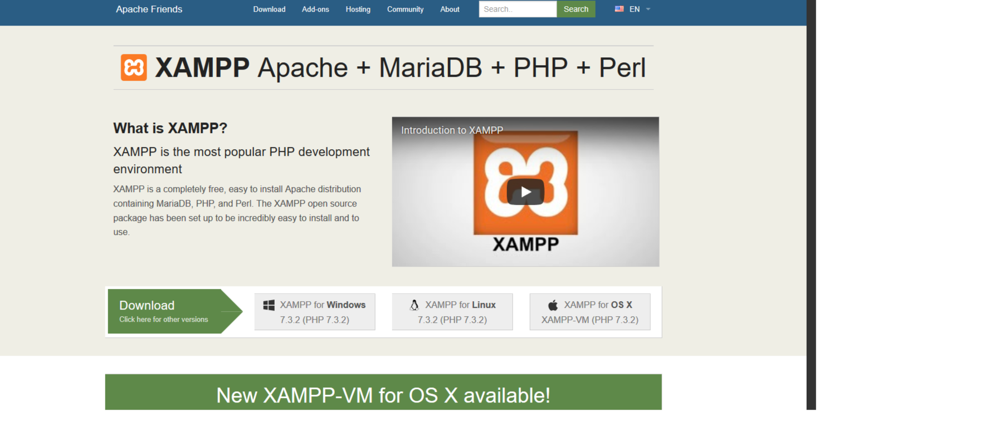 Apache Friends
Download
Add-ons
Hosting
Community
About
Search..
Search
EN
XAMPP Apache + MariaDB + PHP + Perl
What is XAMPP?
XAMPP is the most popular PHP development
environment
XAMPP is a completely free, easy to install Apache distribution
containing MariaDB, PHP, and Perl. The XAMPP open source
package has been set up to be incredibly easy to install and to
use.
Introduction to XAMPP
XAMPP
Download
Click here for other versions
XAMPP for Windows
7.3.2 (PHP 7.3.2)
XAMPP for Linux
7.3.2 (PHP 7.3.2)
XAMPP for OS X
XAMPP-VM (PHP 7.3.2)
New XAMPP-VM for OS X available!